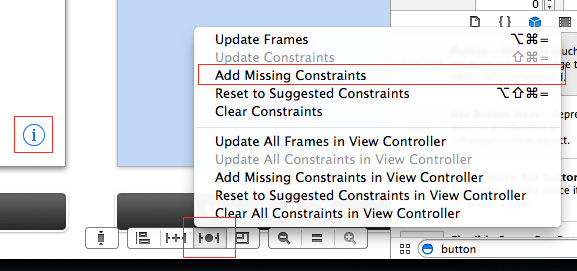 0
{ }
Update Frames ⌥⌘=
Update Constraints ⇧⌘=
Add Missing Constraints
Reset to Suggested Constraints ⌥⇧⌘=
Clear Constraints
Update All Frames in View Controller
Update All Constraints in View Controller
Add Missing Constraints in View Controller
Reset to Suggested Constraints in View Controller
Clear All Constraints in View Controller
button